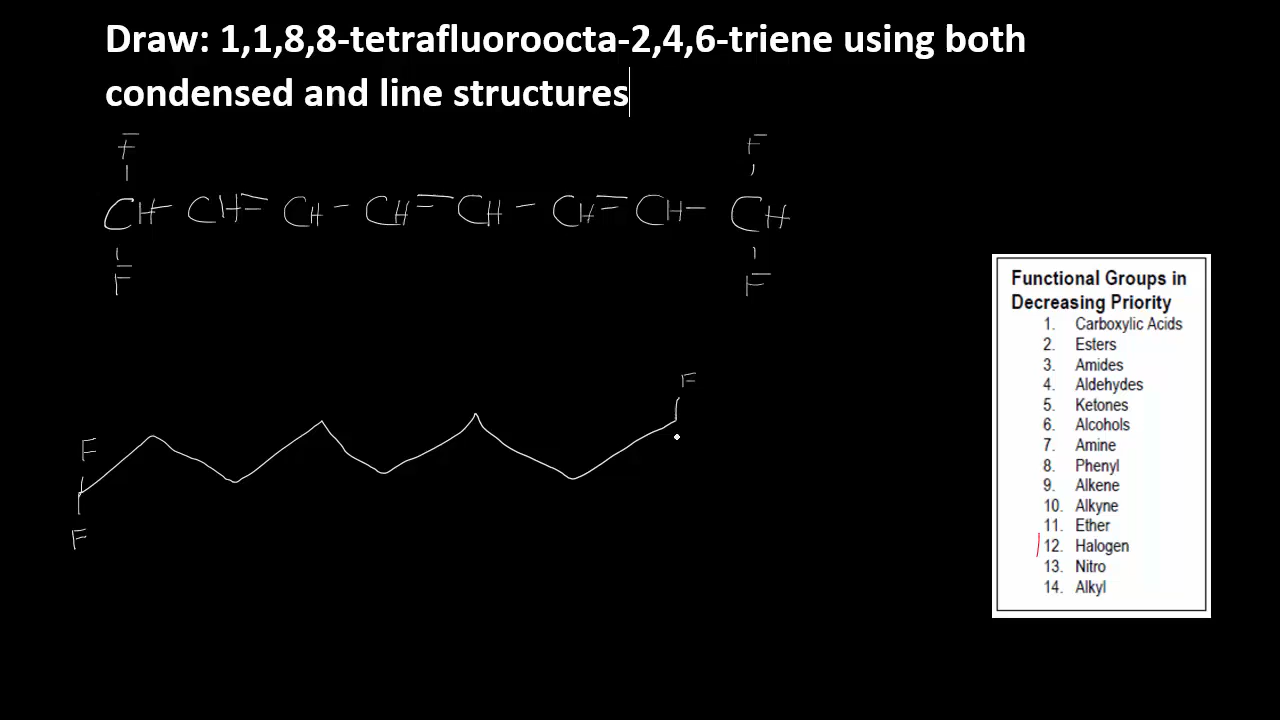 Draw: 1,1,8,8-tetrafluoroocta-2,4,6-triene using both
condensed and line structures
F F
CH - CH = CH - CH = CH - CH = CH - CH
F F
F
F
F
Functional Groups in
Decreasing Priority
1. Carboxylic Acids
2. Esters
3. Amides
4. Aldehydes
5. Ketones
6. Alcohols
7. Amine
8. Phenyl
9. Alkene
10. Alkyne
11. Ether
12. Halogen
13. Nitro
14. Alkyl